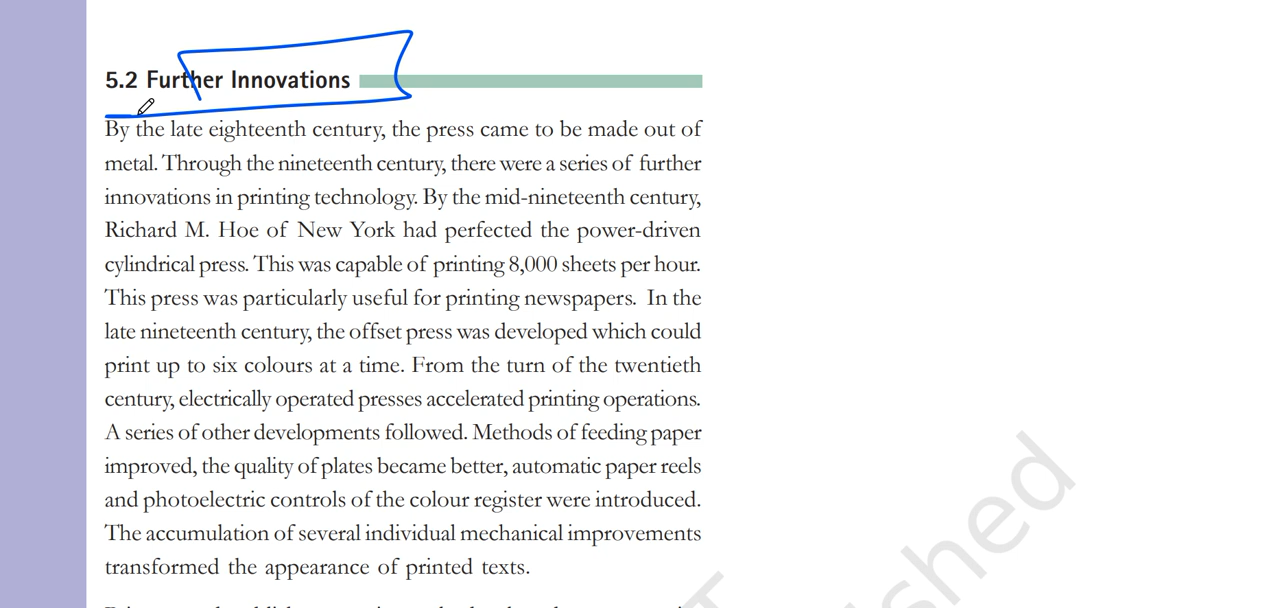 5.2 Further Innovations
By the late eighteenth century, the press came to be made out of
metal. Through the nineteenth century, there were a series of further
innovations in printing technology. By the mid-nineteenth century,
Richard M. Hoe of New York had perfected the power-driven
cylindrical press. This was capable of printing 8,000 sheets per hour.
This press was particularly useful for printing newspapers. In the
late nineteenth century, the offset press was developed which could
print up to six colours at a time. From the turn of the twentieth
century, electrically operated presses accelerated printing operations.
A series of other developments followed. Methods of feeding paper
improved, the quality of plates became better, automatic paper reels
and photoelectric controls of the colour register were introduced.
The accumulation of several individual mechanical improvements
transformed the appearance of printed texts.